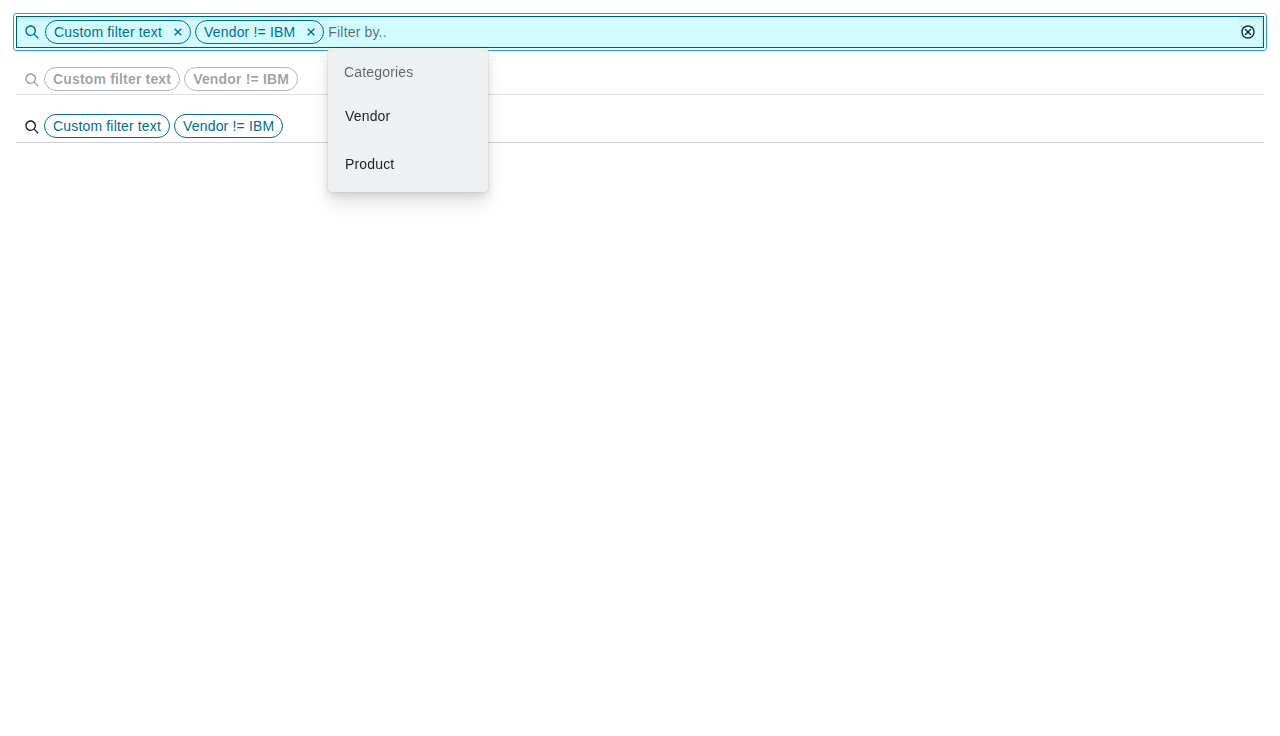 Custom filter text Vendor != IBM Filter by..
Categories
Custom filter text Vendor != IBM
Vendor
Custom filter text Vendor != IBM
Product